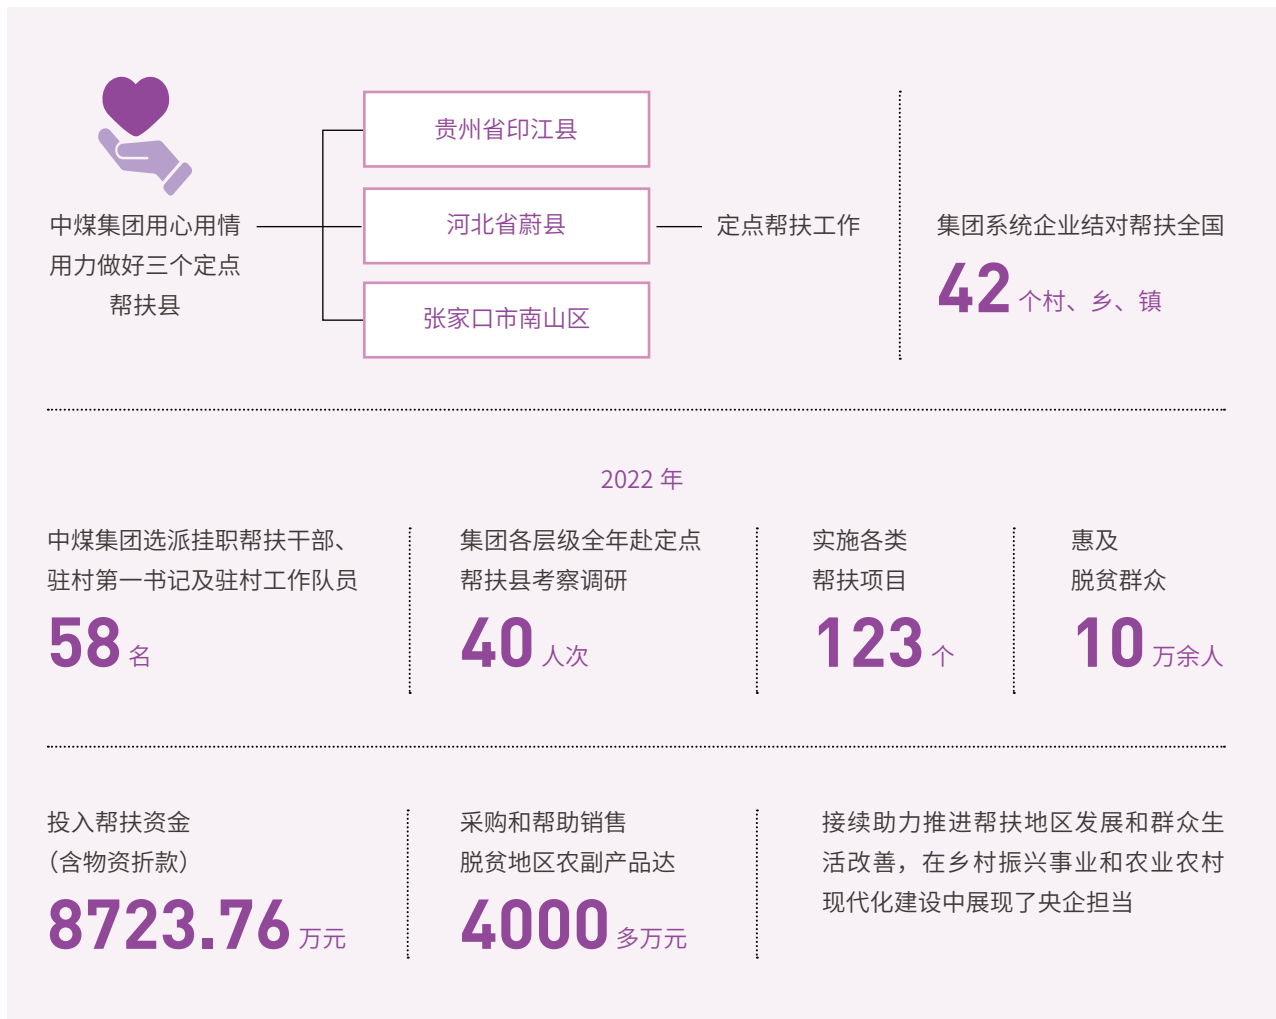 中煤集团用心用情
用力做好三个定点
帮扶县
贵州省印江县
河北省蔚县
张家口市南山区
定点帮扶工作
集团系统企业结对帮扶全国
42 个村、乡、镇
2022 年
中煤集团选派挂职帮扶干部、
驻村第一书记及驻村工作队员
58 名
集团各层级全年赴定点
帮扶县考察调研
40 人次
实施各类
帮扶项目
123 个
惠及
脱贫群众
10 万余人
投入帮扶资金
（含物资折款）
8723.76 万元
采购和帮助销售
脱贫地区农副产品达
4000 多万元
接续助力推进帮扶地区发展和群众生
活改善，在乡村振兴事业和农业农村
现代化建设中展现了央企担当